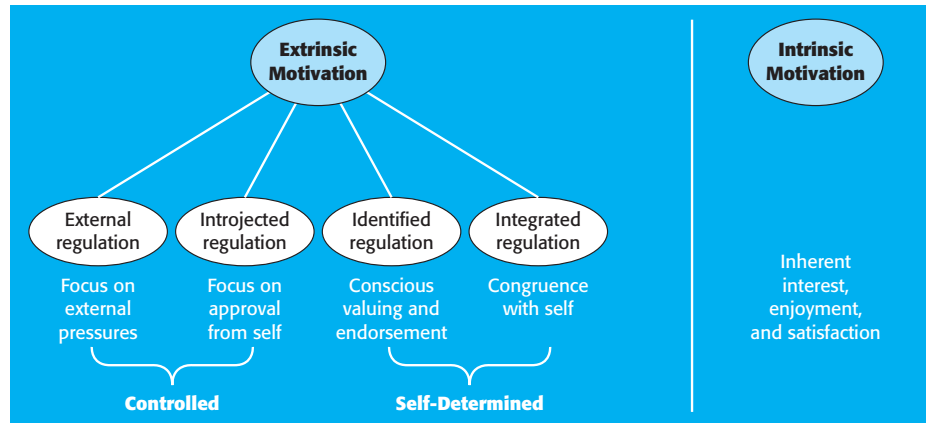 Extrinsic
Motivation
Intrinsic
Motivation
External
regulation
Introjected
regulation
Identified
regulation
Integrated
regulation
Focus on
external
pressures
Focus on
approval
from self
Conscious
valuing and
endorsement
Congruence
with self
Inherent
interest,
enjoyment,
and satisfaction
Controlled
Self-Determined